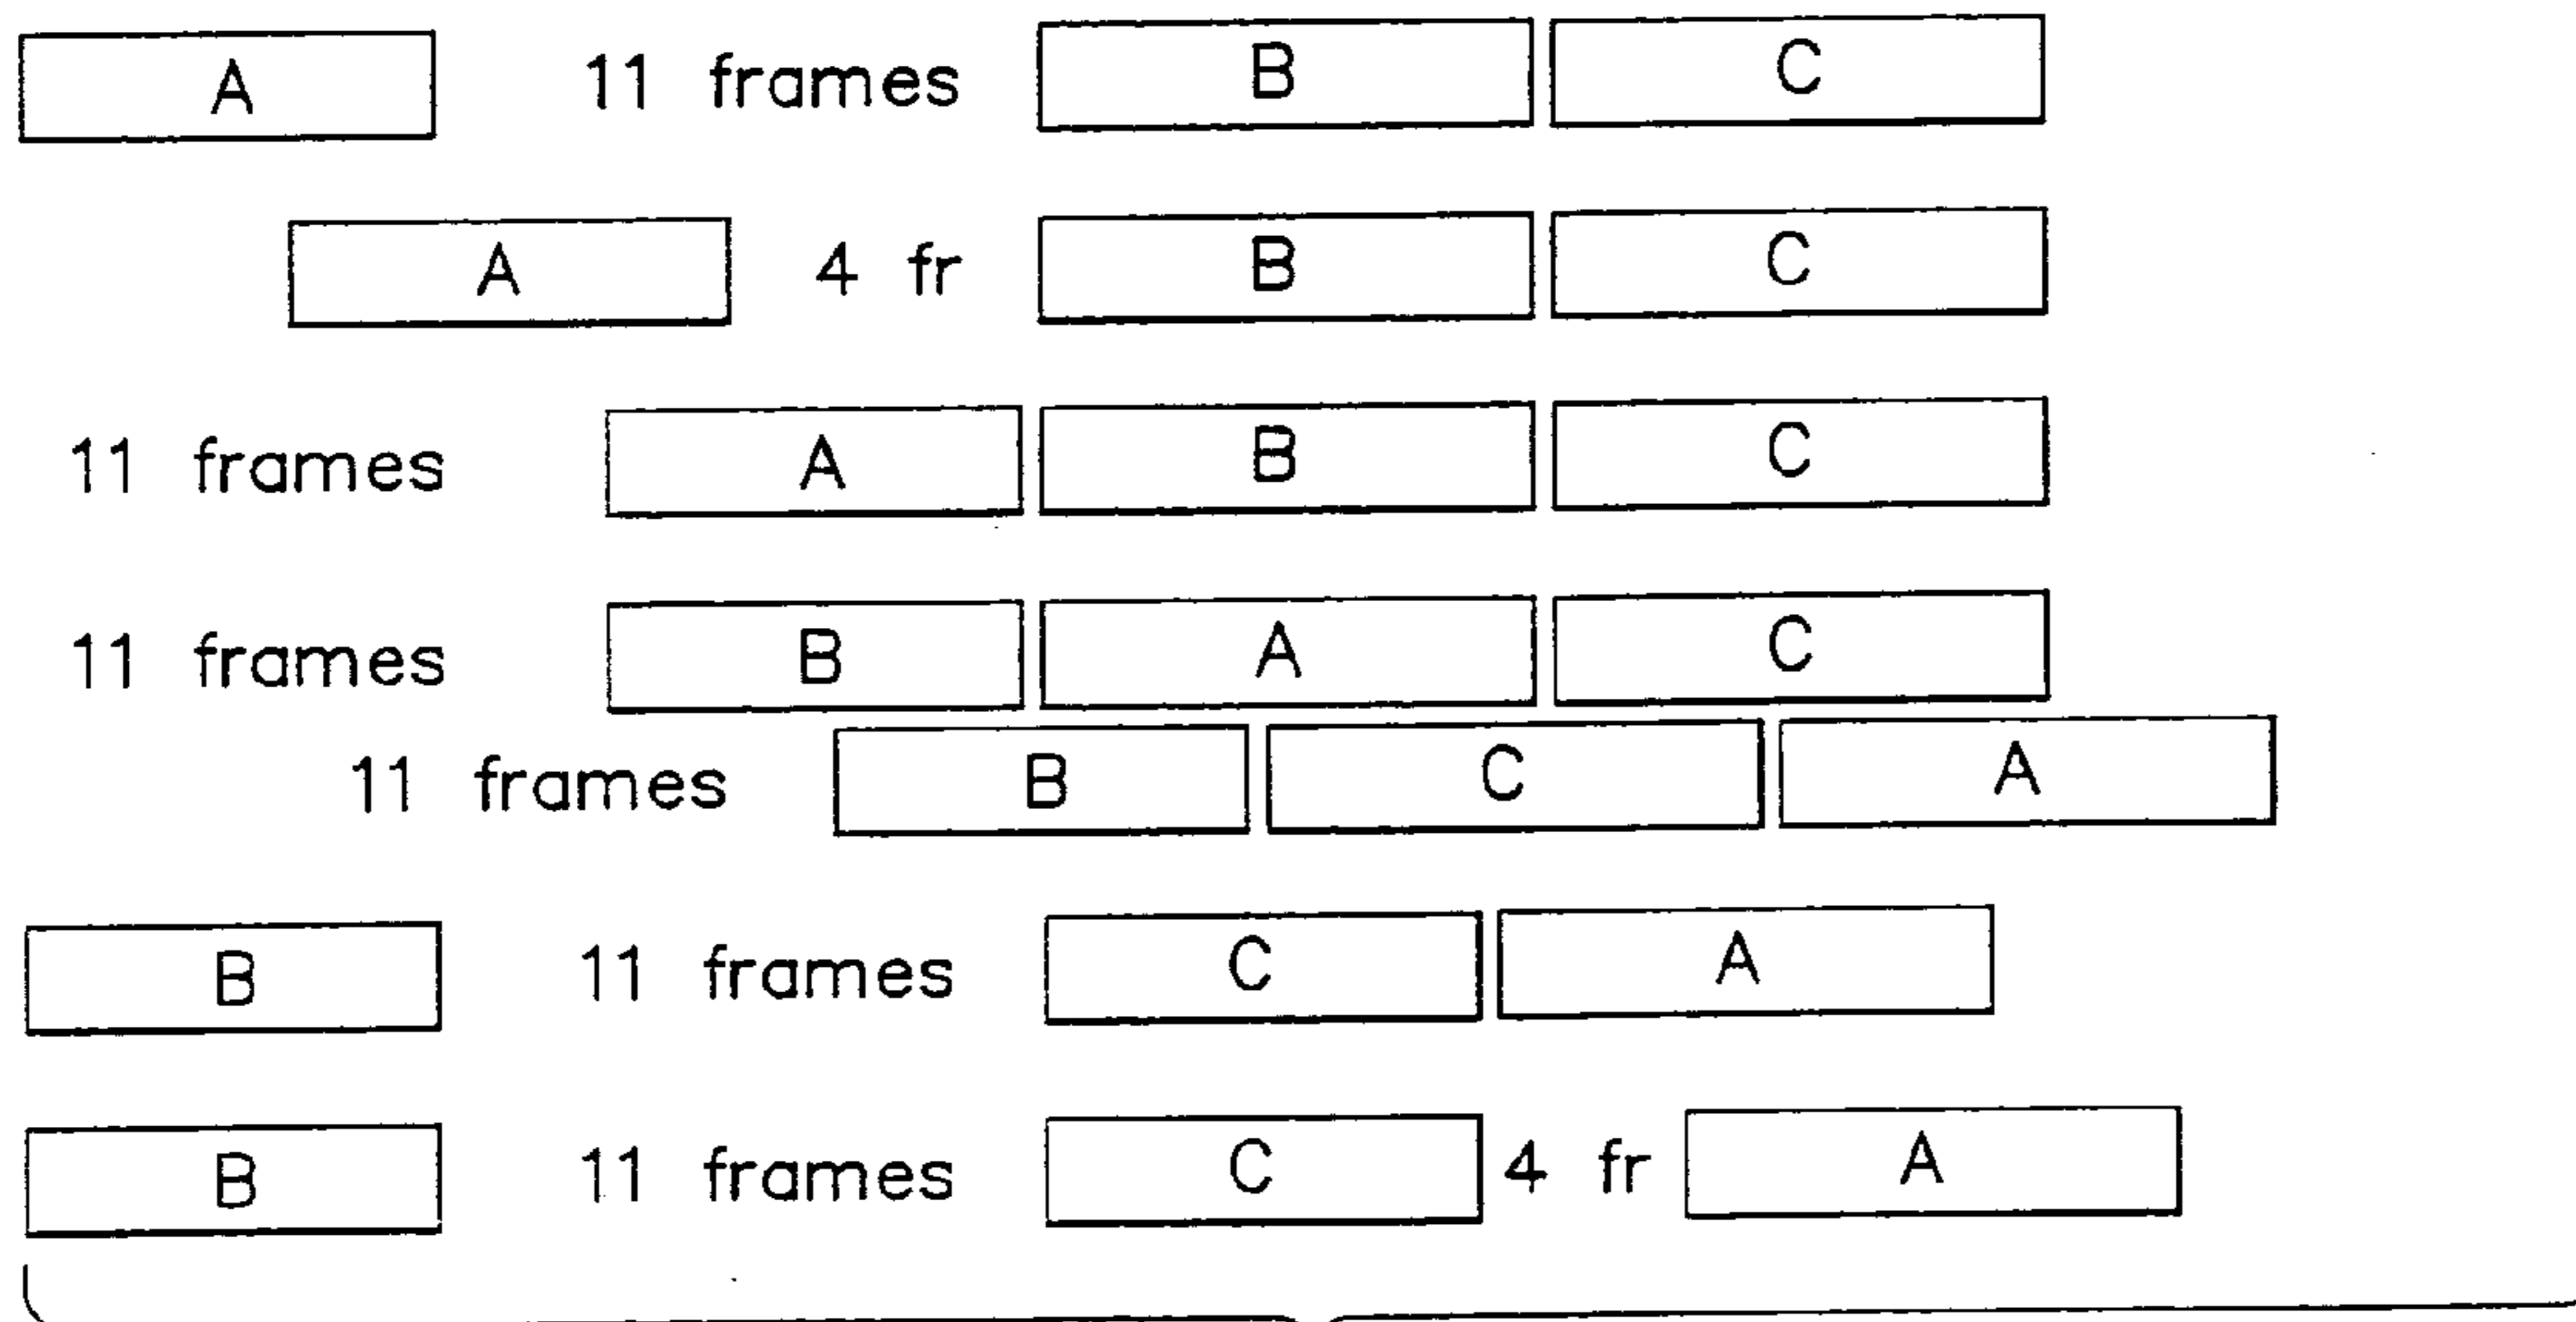 A 11 frames B C
A 4 fr B C
11 frames A B C
11 frames B A C
11 frames B C A
B 11 frames C A
B 11 frames C 4 fr A